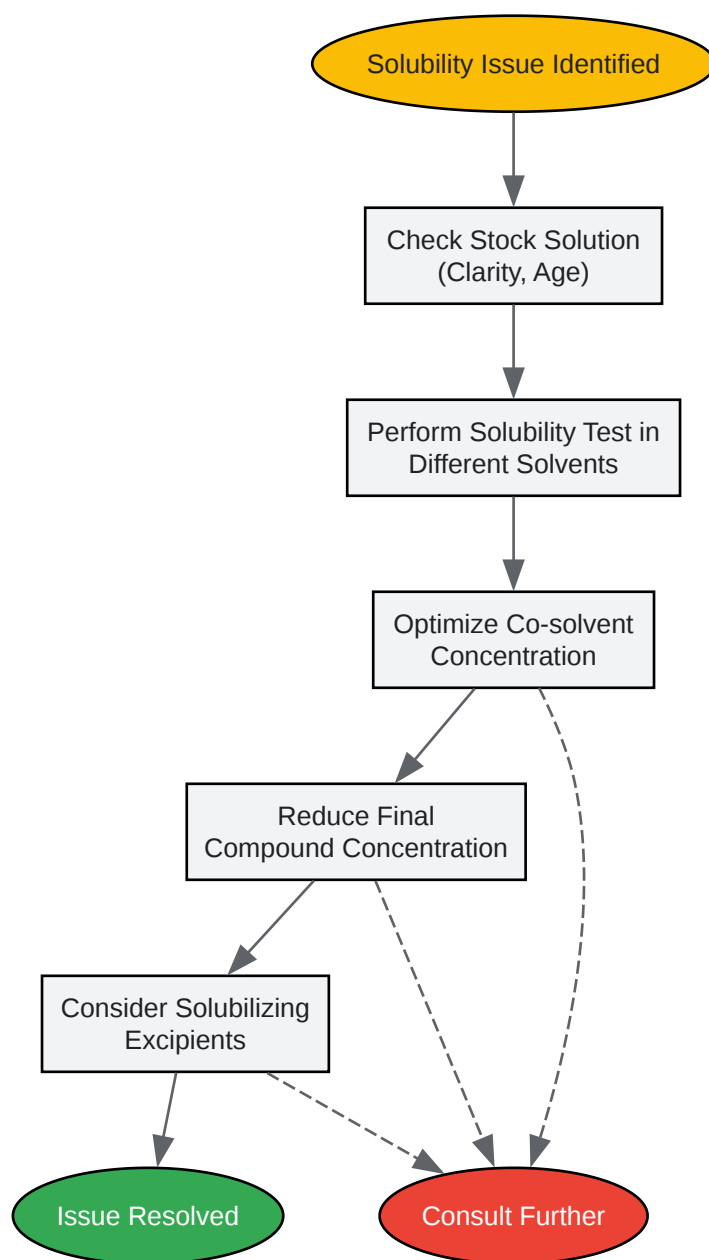 Solubility Issue Identified
Check Stock Solution
(Clarity, Age)
Perform Solubility Test in
Different Solvents
Optimize Co-solvent
Concentration
Reduce Final
Compound Concentration
Consider Solubilizing
Excipients
Issue Resolved
Consult Further